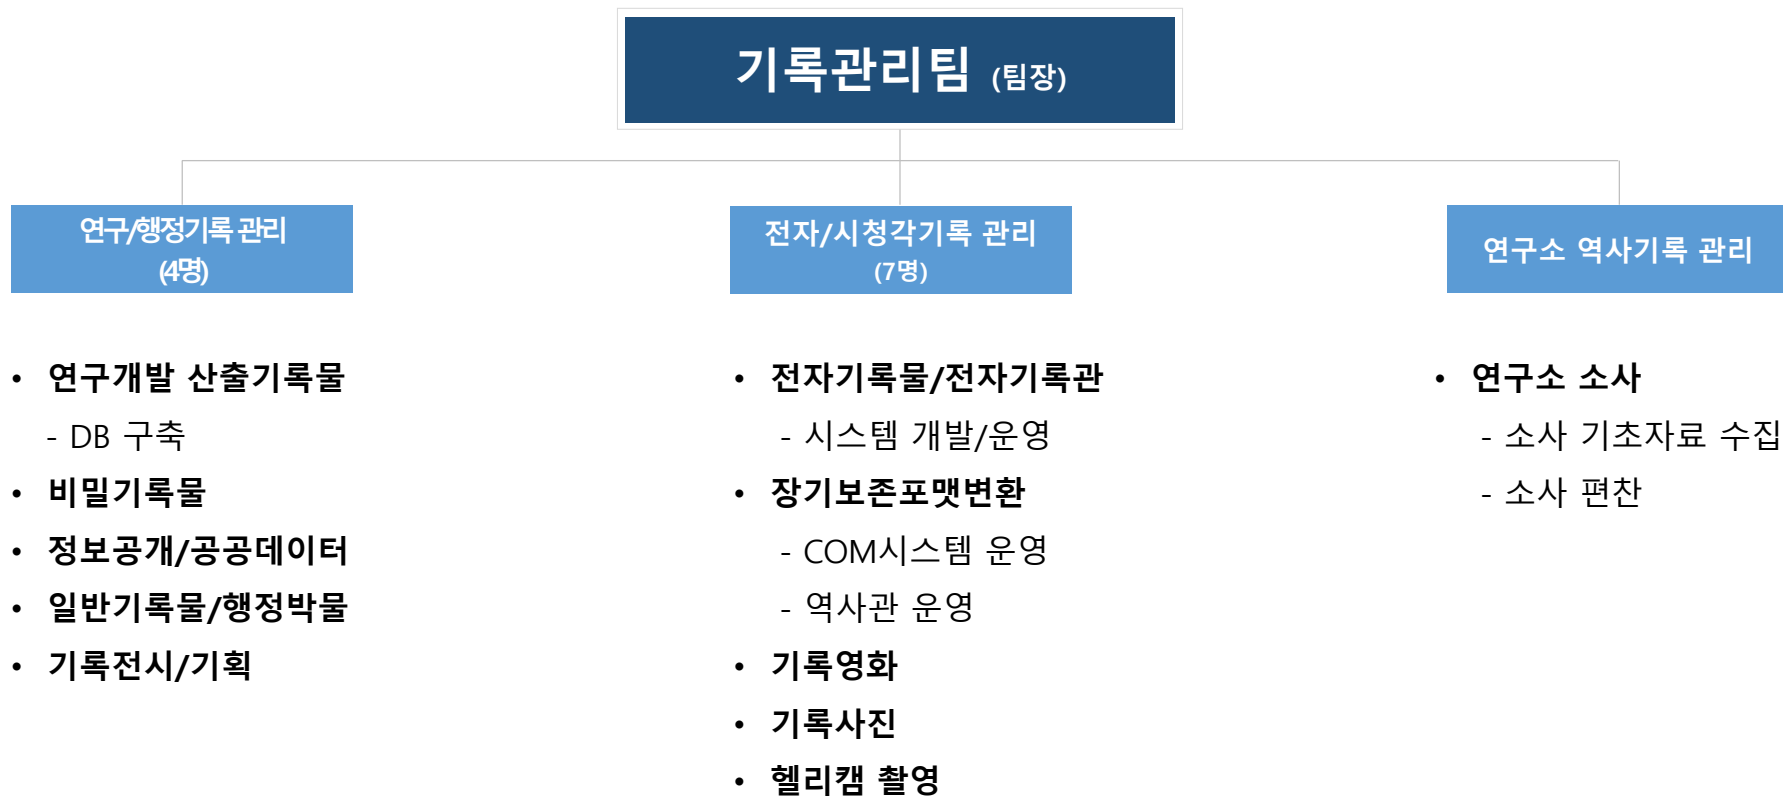 기록관리팀 (팀장)
연구/행정기록 관리
(4명)
• 연구개발 산출기록물
- DB 구축
• 비밀기록물
• 정보공개/공공데이터
• 일반기록물/행정박물
• 기록전시/기획
전자/시청각기록 관리
(7명)
• 전자기록물/전자기록관
- 시스템 개발/운영
• 장기보존포맷변환
- COM시스템 운영
- 역사관 운영
• 기록영화
• 기록사진
• 헬리캠 촬영
연구소 역사기록 관리
• 연구소 소사
- 소사 기초자료 수집
- 소사 편찬